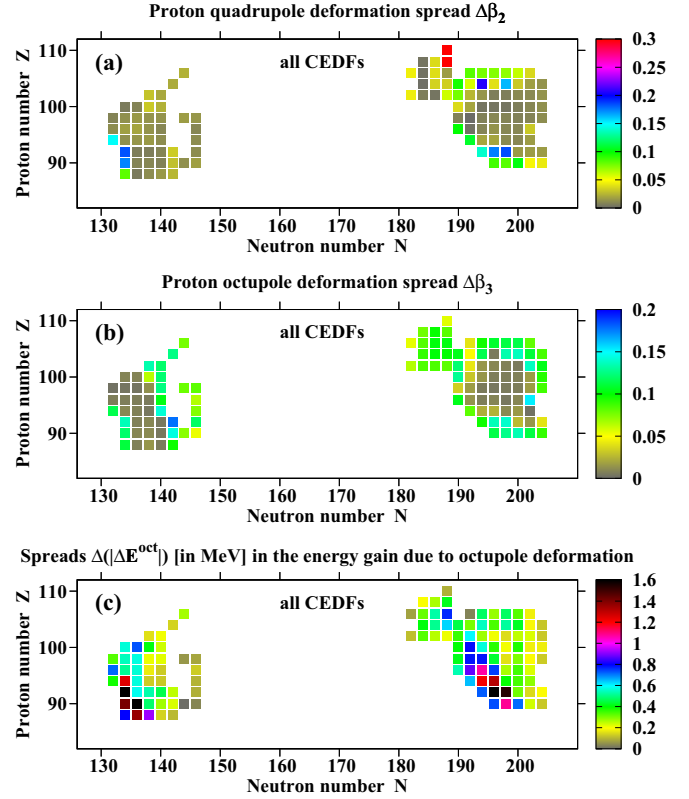 Proton quadrupole deformation spread Δβ2
Proton number Z
110
100
90
(a)
all CEDFs
130 140 150 160 170 180 190 200
Neutron number N
0.3
0.25
0.2
0.15
0.1
0.05
0
Proton octupole deformation spread Δβ3
Proton number Z
110
100
90
(b)
all CEDFs
130 140 150 160 170 180 190 200
Neutron number N
0.2
0.15
0.1
0.05
0
Spreads Δ(|ΔE^oct|) [in MeV] in the energy gain due to octupole deformation
Proton number Z
110
100
90
(c)
all CEDFs
130 140 150 160 170 180 190 200
Neutron number N
1.6
1.4
1.2
1
0.8
0.6
0.4
0.2
0